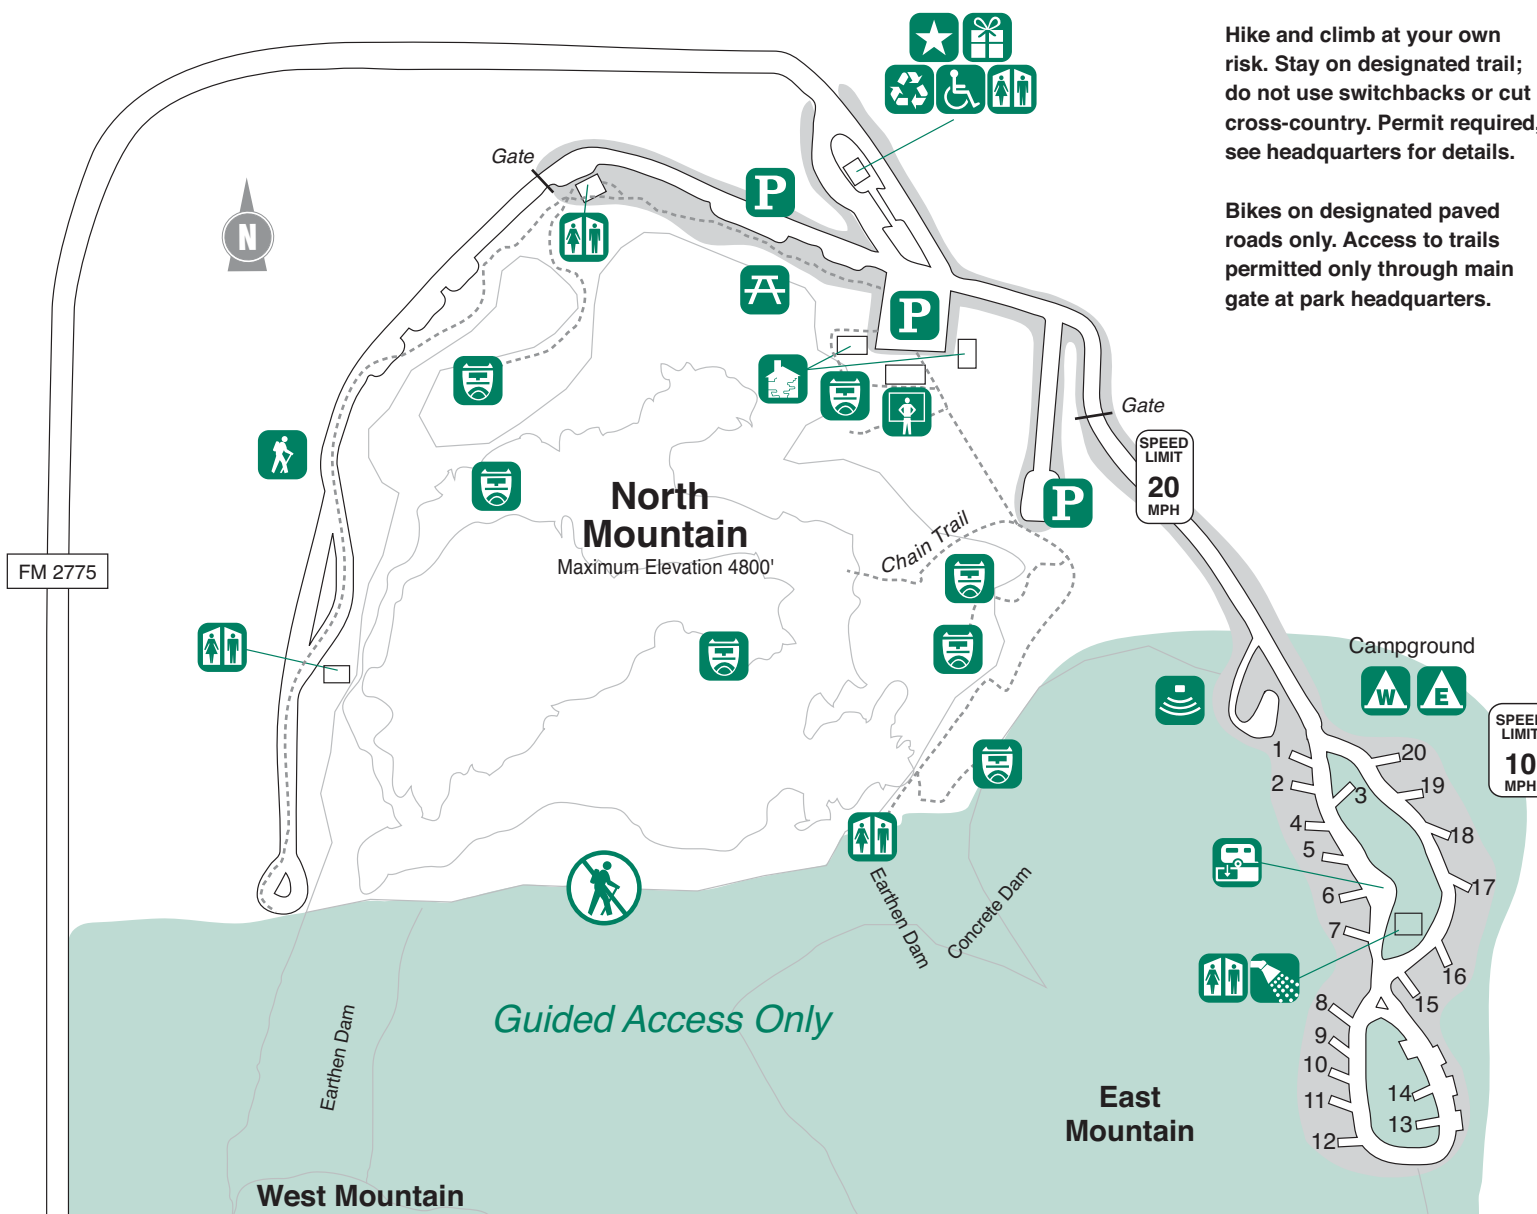 Hike and climb at your own
risk. Stay on designated trail;
do not use switchbacks or cut
cross-country. Permit required,
see headquarters for details.
Bikes on designated paved
roads only. Access to trails
permitted only through main
gate at park headquarters.
Gate
P
N
P
Gate
SPEED
LIMIT
20
MPH
P
North
Mountain
Maximum Elevation 4800'
Chain Trail
FM 2775
Campground
W
E
SPEED
LIMIT
10
MPH
1
2
3
4
5
6
7
8
9
10
11
12
13
14
15
16
17
18
19
20
Earthen Dam
Concrete Dam
Guided Access Only
Earthen Dam
East
Mountain
West Mountain